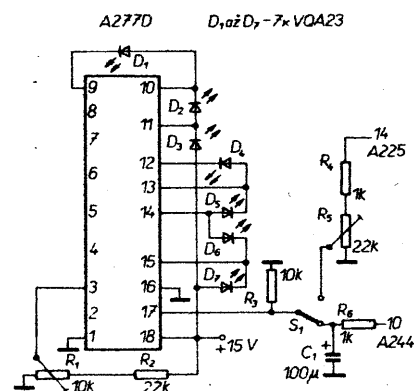 A277D D₁ až D₇ – 7× VQA23
D₁
9 10
D₂
8
11
7 D₃
12 D₄
14
A225
6 13
R₄
1k
5 14 D₅
R₅
D₆
22k
4
15
D₇
3 16
R₃
10k
2 17
S₁
R₆
1k
10
A244
1 18
+15 V
C₁ +
100µ
R₁
10k
R₂
22k